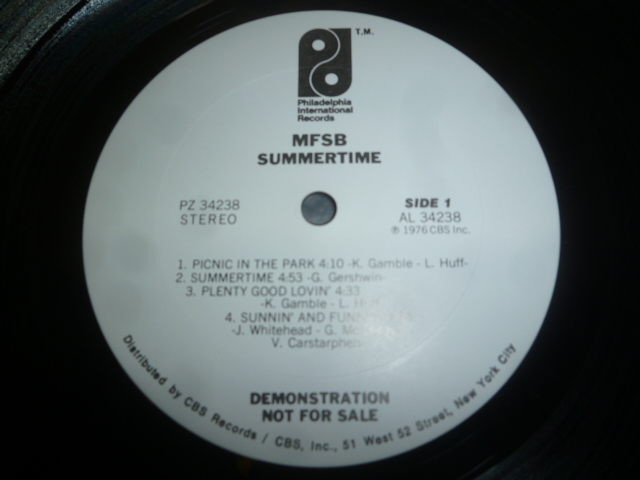 T.M.
Philadelphia
International
Records
MFSB
SUMMERTIME
PZ 34238
STEREO
SIDE 1
AL 34238
℗ 1976 CBS Inc.
1. PICNIC IN THE PARK 4:10 -K. Gamble - L. Huff-
2. SUMMERTIME 4:53 -G. Gershwin-
3. PLENTY GOOD LOVIN' 4:33
-K. Gamble - L. Huff
4. SUNNIN' AND
-J. Whitehead - G.
V. Carstarphen
DEMONSTRATION
NOT FOR SALE
Distributed by CBS Records / CBS, Inc., 51 West 52 Street, New York City